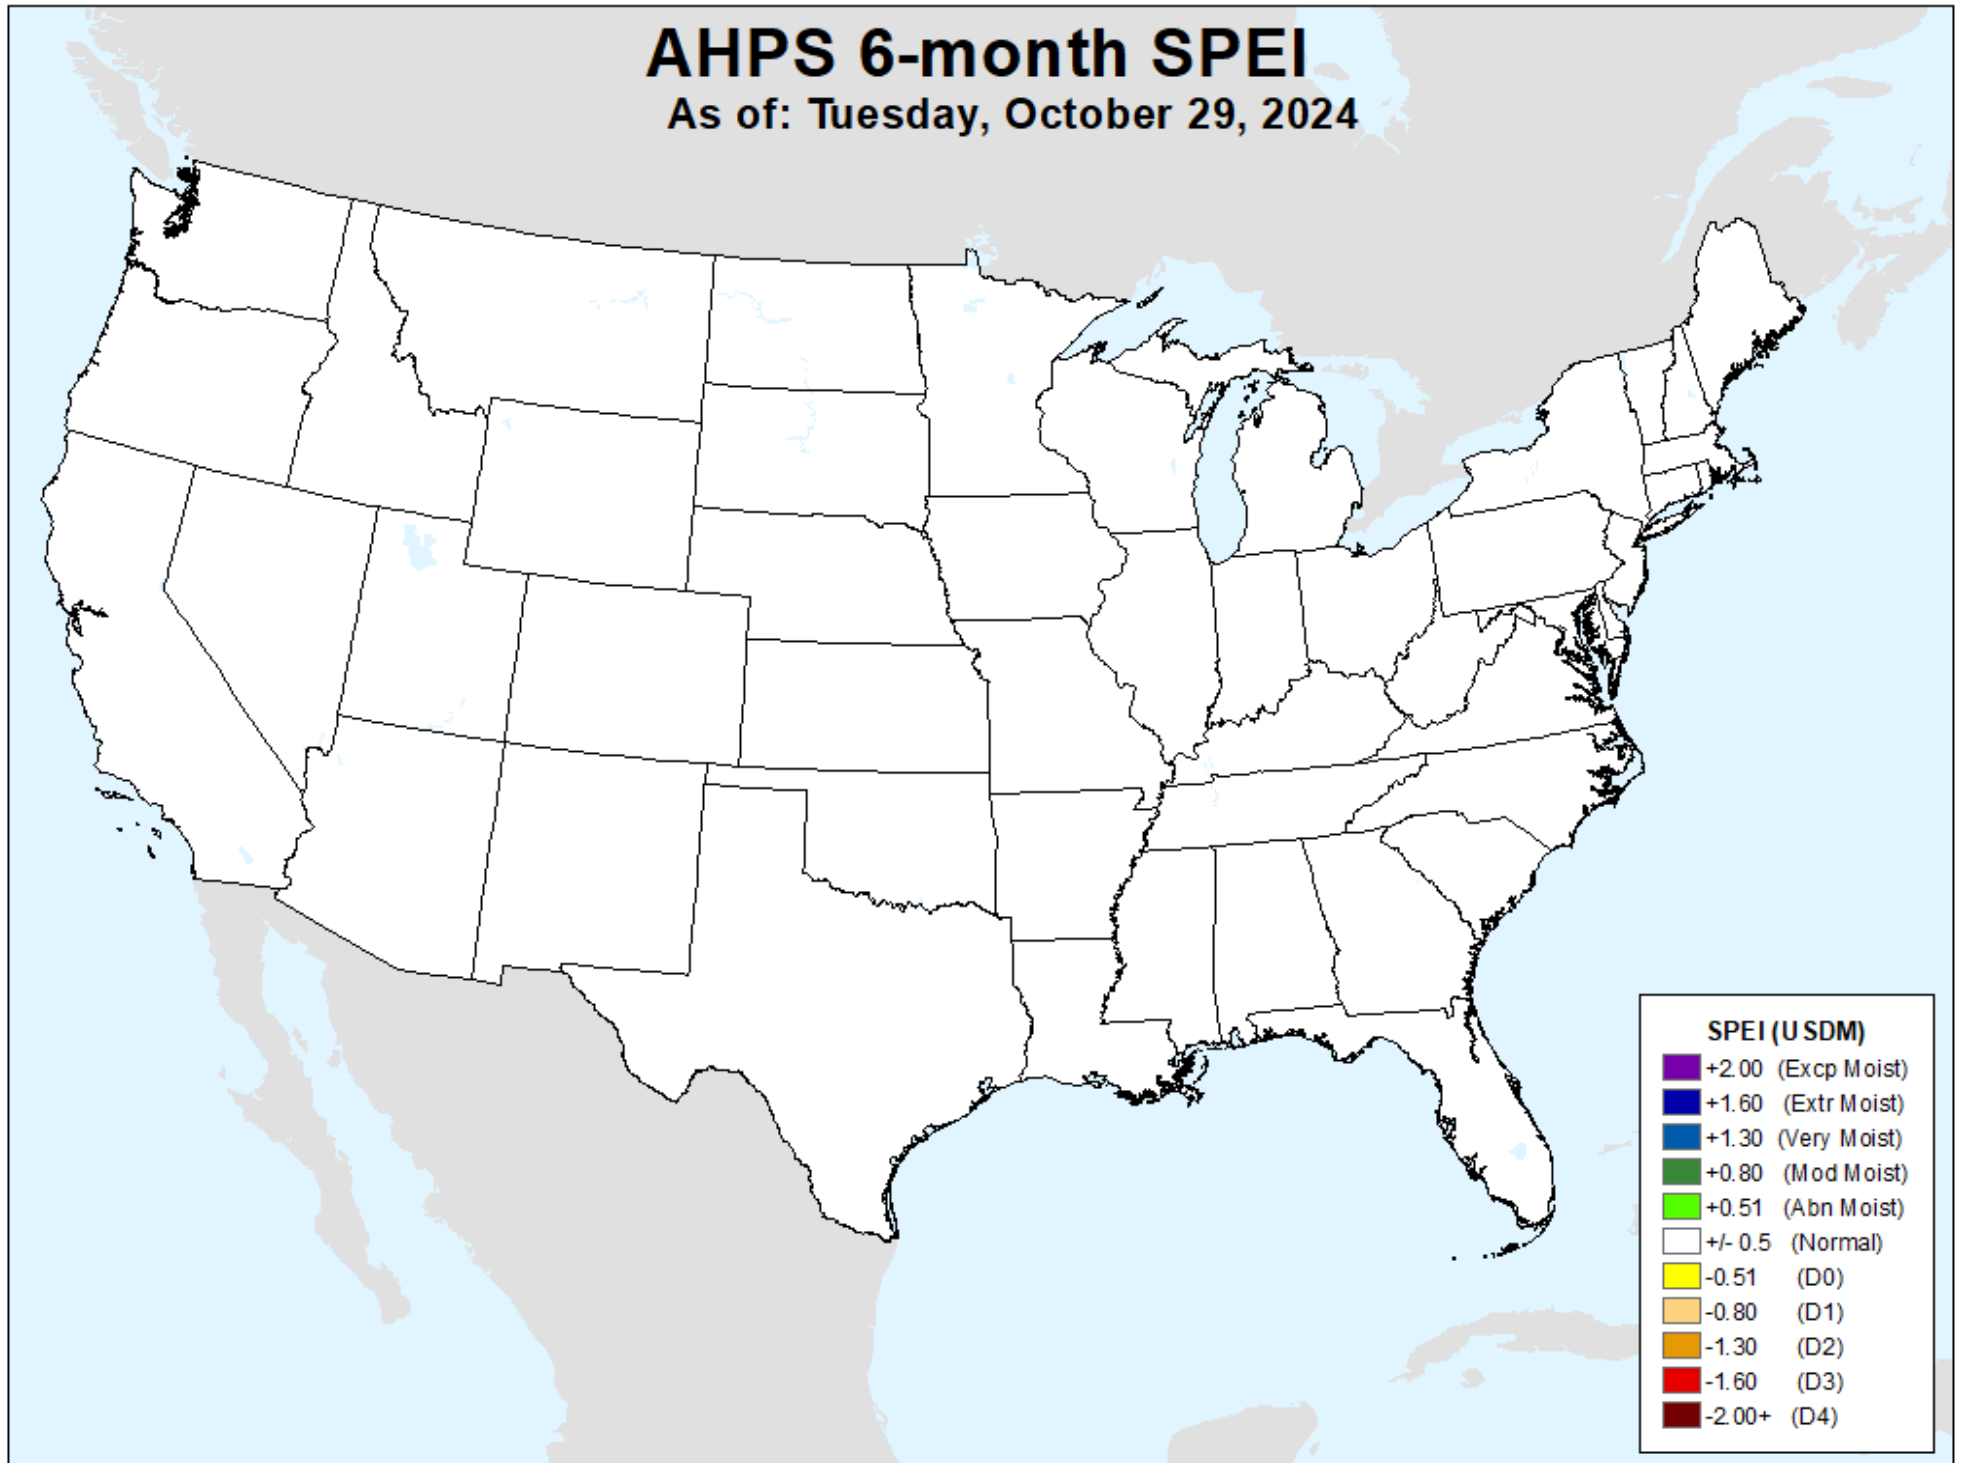 AHPS 6-month SPEI
As of: Tuesday, October 29, 2024
SPEI (USDM)
+2.00 (Excp Moist)
+1.60 (Extr Moist)
+1.30 (Very Moist)
+0.80 (Mod Moist)
+0.51 (Abn Moist)
+/- 0.5 (Normal)
-0.51 (D0)
-0.80 (D1)
-1.30 (D2)
-1.60 (D3)
-2.00+ (D4)